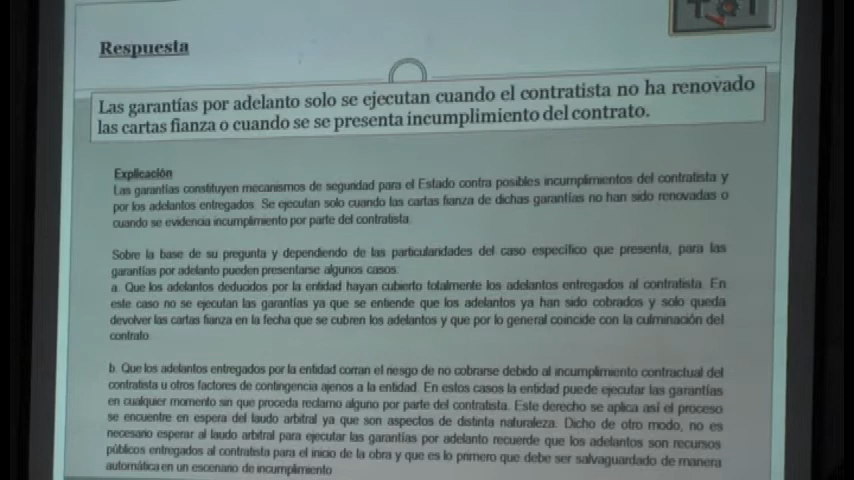 TQI
Respuesta
Las garantías por adelanto solo se ejecutan cuando el contratista no ha renovado
las cartas fianza o cuando se se presenta incumplimiento del contrato.
Explicación
Las garantías constituyen mecanismos de seguridad para el Estado contra posibles incumplimientos del contratista y
por los adelantos entregados. Se ejecutan solo cuando las cartas fianza de dichas garantías no han sido renovadas o
cuando se evidencia incumplimiento por parte del contratista.
Sobre la base de su pregunta y dependiendo de las particularidades del caso específico que presenta, para las
garantías por adelanto pueden presentarse algunos casos:
a. Que los adelantos deducidos por la entidad hayan cubierto totalmente los adelantos entregados al contratista. En
este caso no se ejecutan las garantías ya que se entiende que los adelantos ya han sido cobrados y solo queda
devolver las cartas fianza en la fecha que se cubren los adelantos y que por lo general coincide con la culminación del
contrato.
b. Que los adelantos entregados por la entidad corran el riesgo de no cobrarse debido al incumplimiento contractual del
contratista u otros factores de contingencia ajenos a la entidad. En estos casos la entidad puede ejecutar las garantías
en cualquier momento sin que proceda reclamo alguno por parte del contratista. Este derecho se aplica así el proceso
se encuentre en espera del laudo arbitral ya que son aspectos de distinta naturaleza. Dicho de otro modo, no es
necesario esperar al laudo arbitral para ejecutar las garantías por adelanto recuerde que los adelantos son recursos
públicos entregados al contratista para el inicio de la obra y que es lo primero que debe ser salvaguardado de manera
automática en un escenario de incumplimiento.